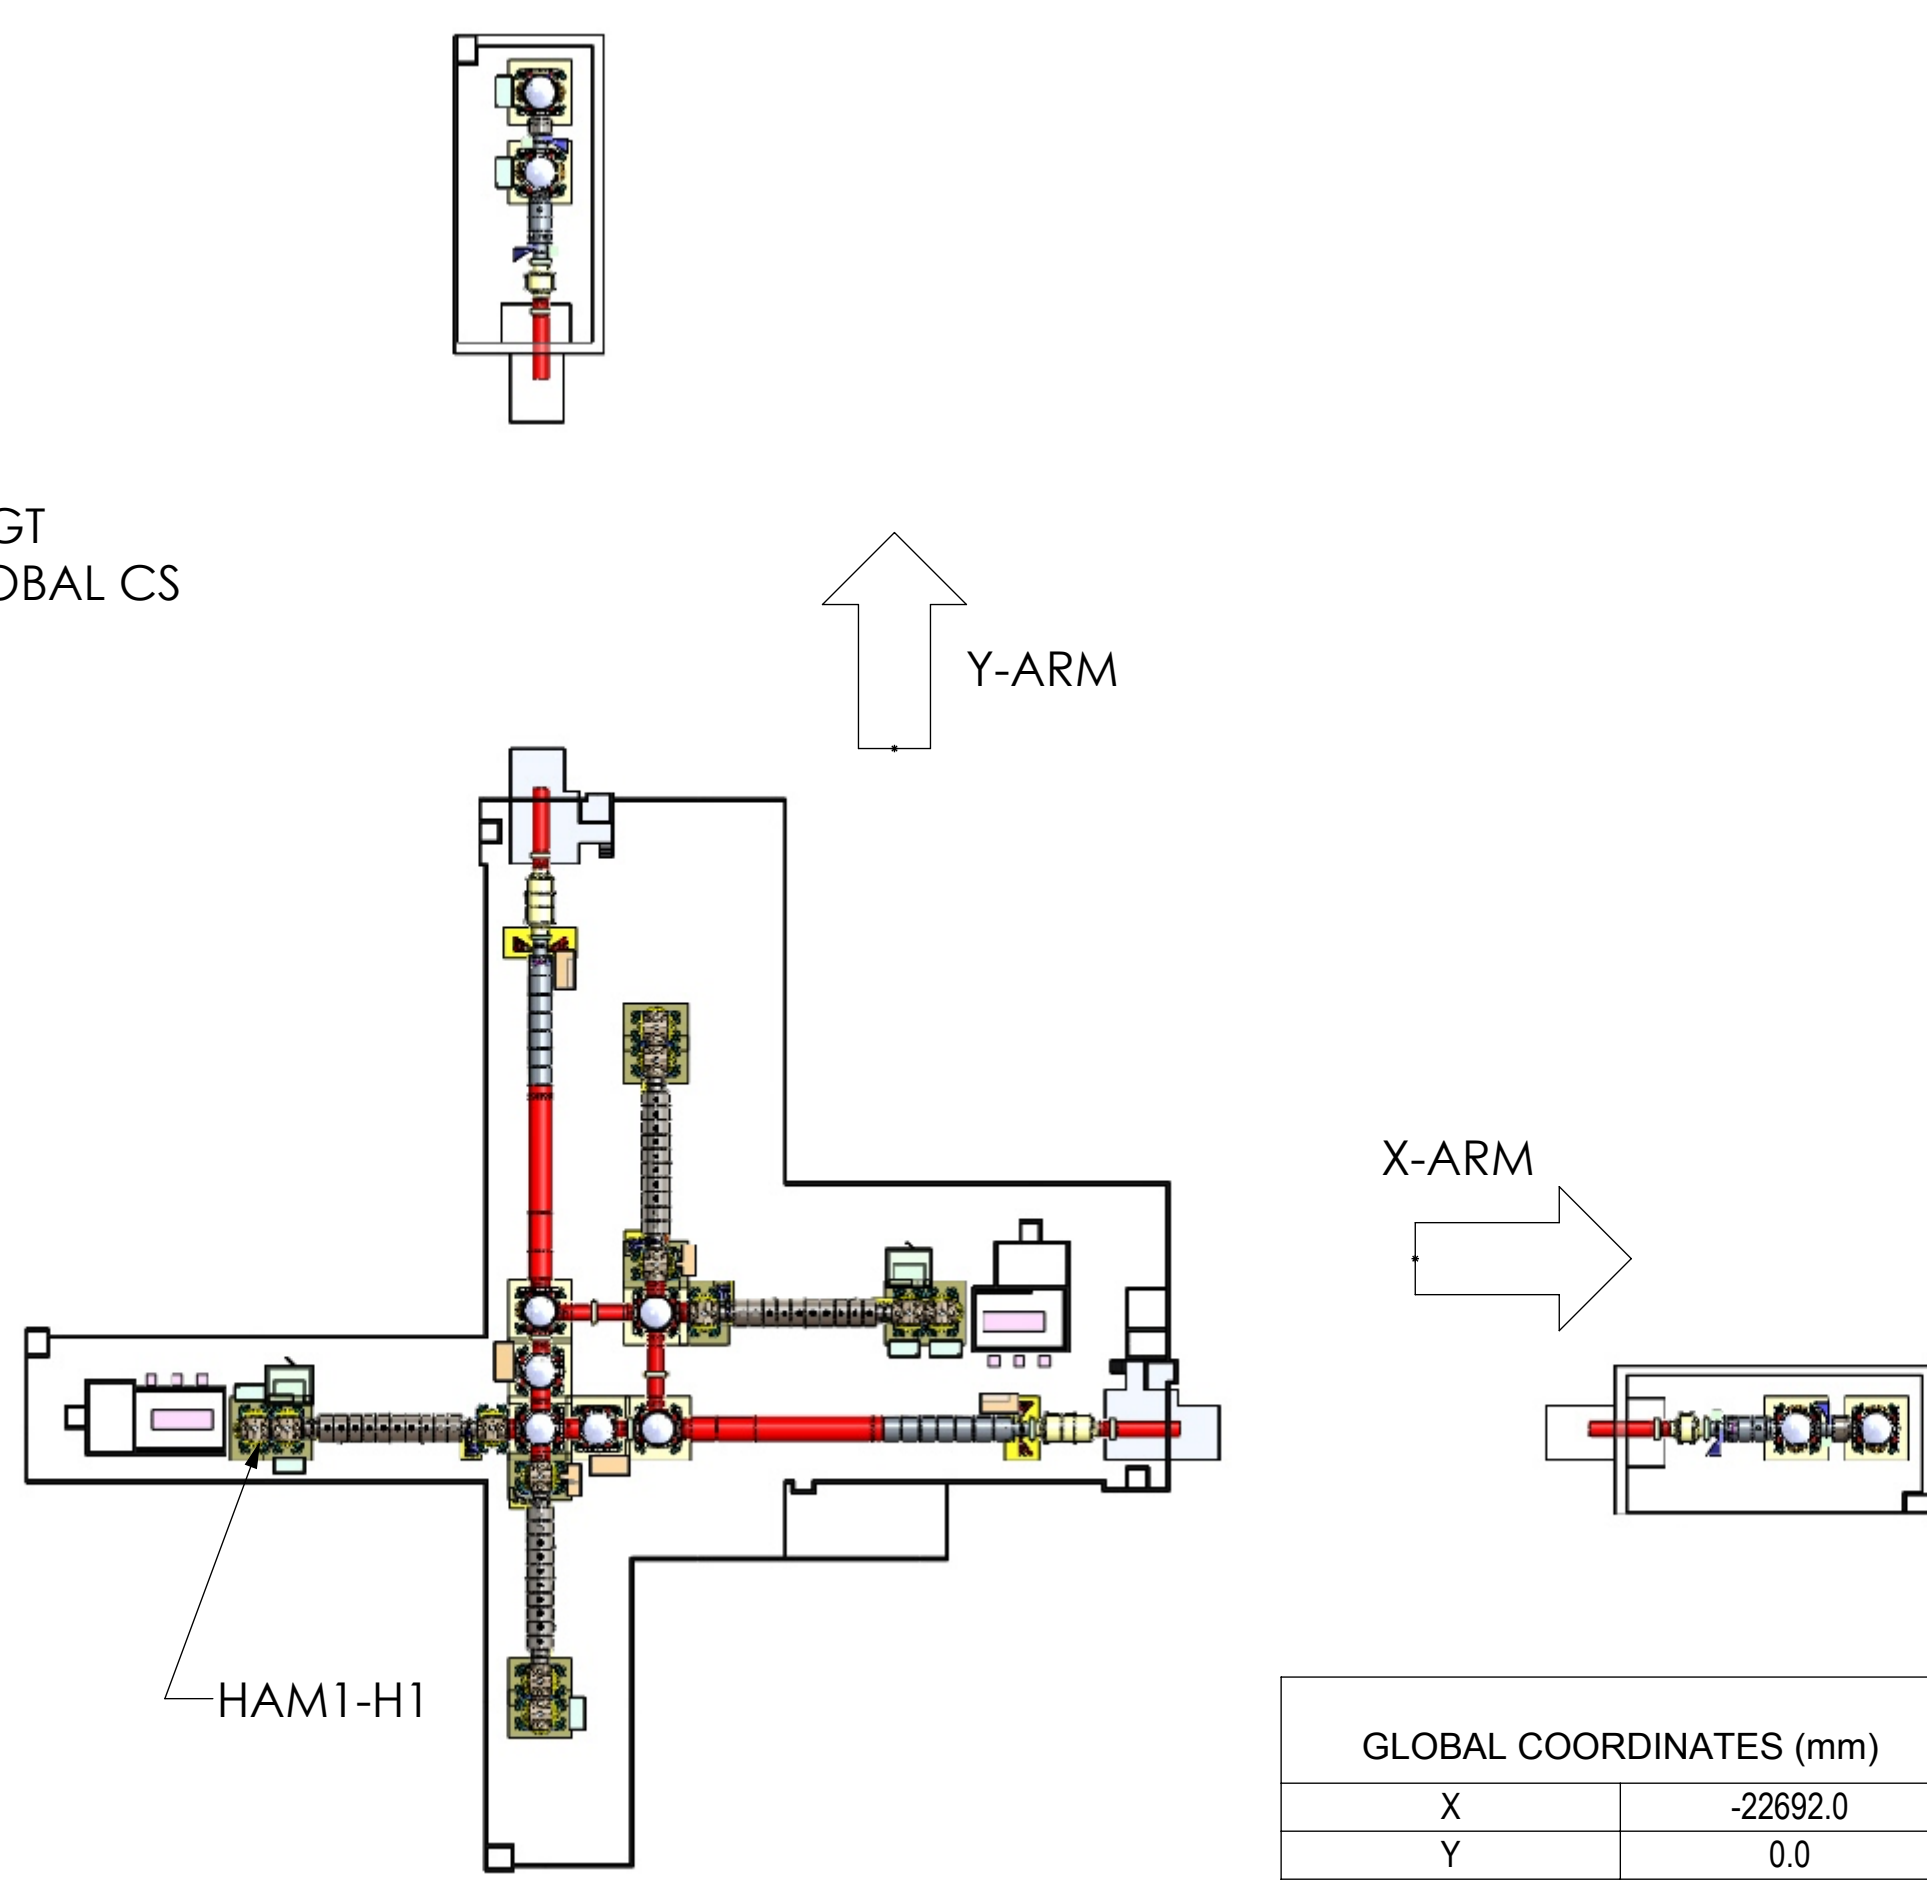 GT
OBAL CS
Y-ARM
X-ARM
HAM1-H1
GLOBAL COORDINATES (mm)
X -22692.0
Y 0.0